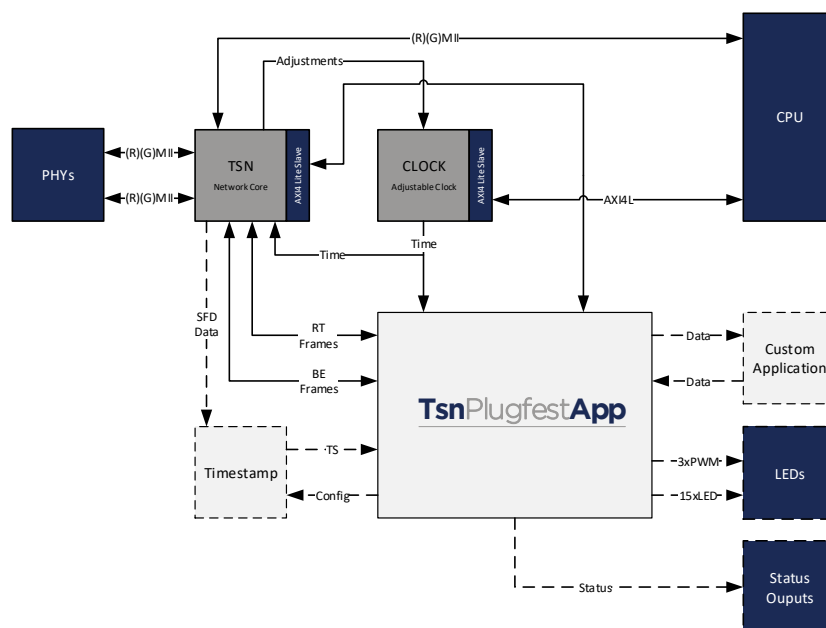 (R)(G)MII
Adjustments
CPU
PHYs
(R)(G)MII
(R)(G)MII
TSN
Network Core
AXI4 Lite Slave
CLOCK
Adjustable Clock
AXI4 Lite Slave
AXI4L
Time
Time
SFD
Data
RT
Frames
BE
Frames
TsnPlugfestApp
Data
Data
Custom
Application
Timestamp
TS
Config
3xPWM
15xLED
LEDs
Status
Status
Ouputs